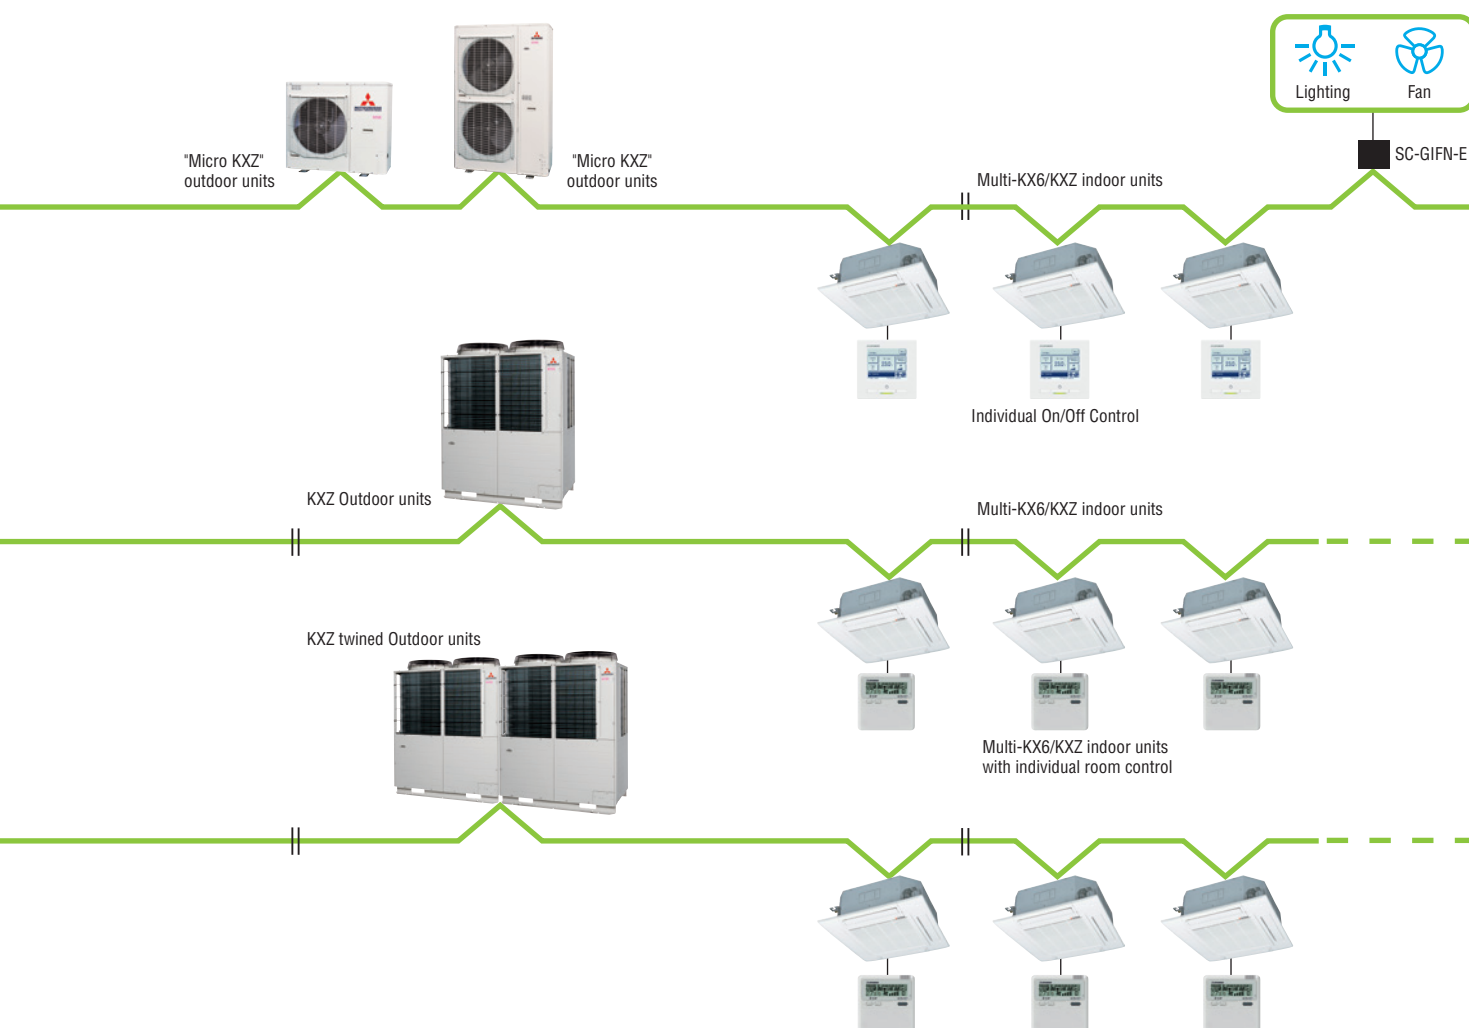 Lighting
Fan
SC-GIFN-E
"Micro KXZ"
outdoor units
"Micro KXZ"
outdoor units
Multi-KX6/KXZ indoor units
Individual On/Off Control
KXZ Outdoor units
Multi-KX6/KXZ indoor units
KXZ twined Outdoor units
Multi-KX6/KXZ indoor units
with individual room control